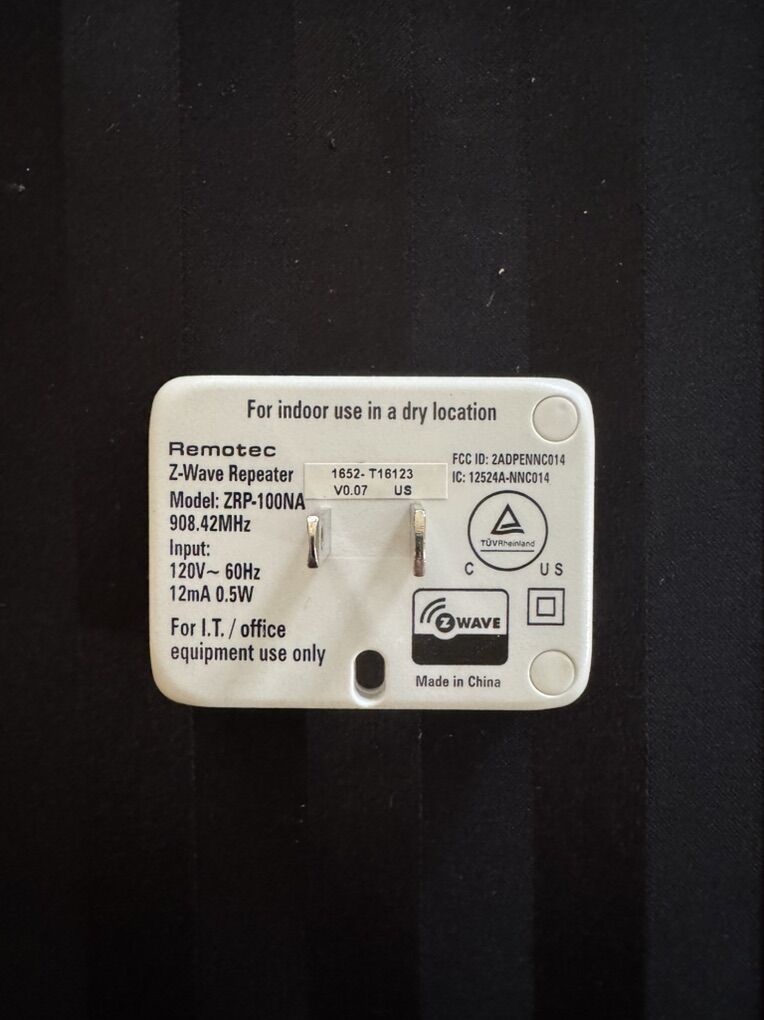 For indoor use in a dry location
Remotec
Z-Wave Repeater
Model: ZRP-100NA
908.42MHz
Input:
120V~ 60Hz
12mA 0.5W
For I.T. / office
equipment use only
1652- T16123
V0.07 US
FCC ID: 2ADPENNC014
IC: 12524A-NNC014
TÜVRheinland
C US
Z WAVE
Made in China